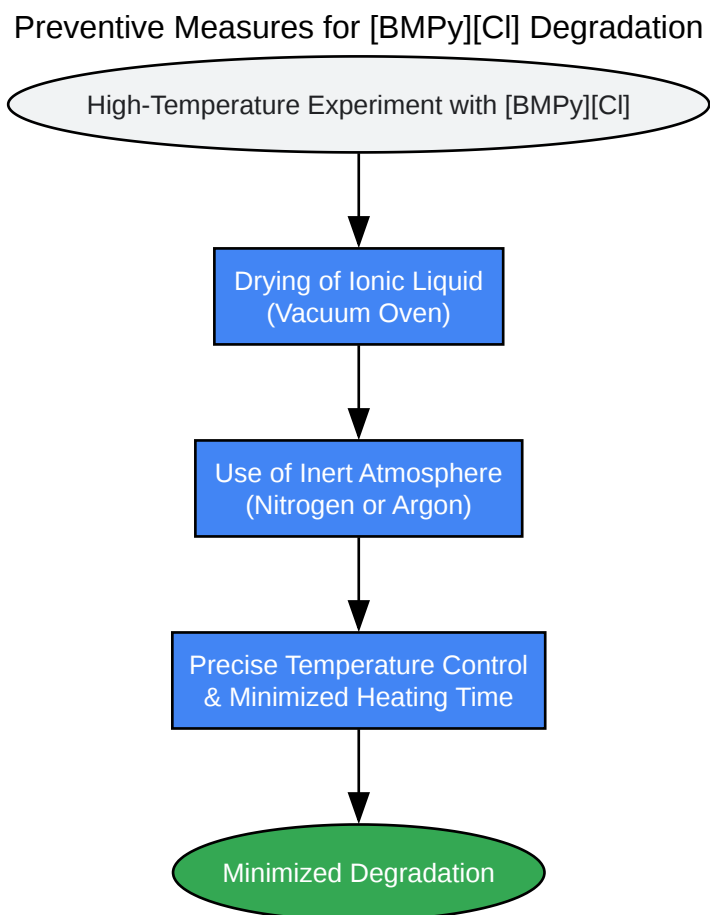 Preventive Measures for [BMPy][Cl] Degradation
High-Temperature Experiment with [BMPy][Cl]
Drying of Ionic Liquid
(Vacuum Oven)
Use of Inert Atmosphere
(Nitrogen or Argon)
Precise Temperature Control
& Minimized Heating Time
Minimized Degradation